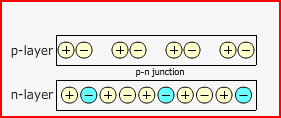 p-layer + − + − + − + −
p-n junction
n-layer + − + − + − + − + − + −